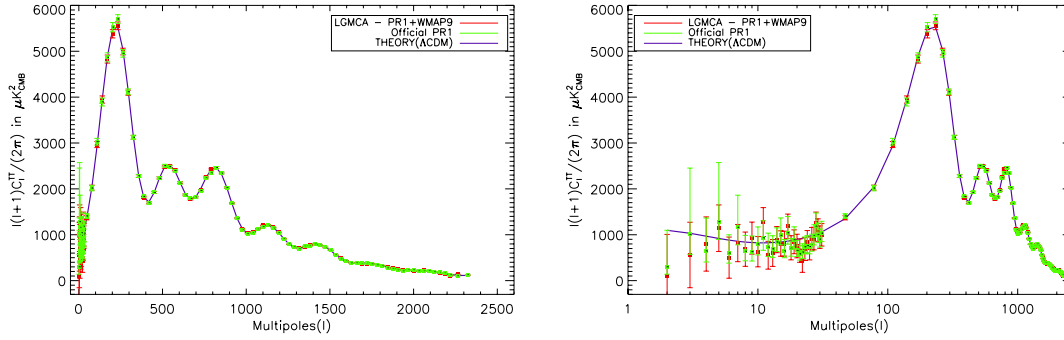 LGMCA - PR1+WMAP9
Official PR1
THEORY(ΛCDM)
6000
5000
4000
3000
2000
1000
0
l(l+1)C_l^{TT}/(2π) in μK²_CMB
0 500 1000 1500 2000 2500
Multipoles(l)
LGMCA - PR1+WMAP9
Official PR1
THEORY(ΛCDM)
6000
5000
4000
3000
2000
1000
0
l(l+1)C_l^{TT}/(2π) in μK²_CMB
1 10 100 1000
Multipoles(l)